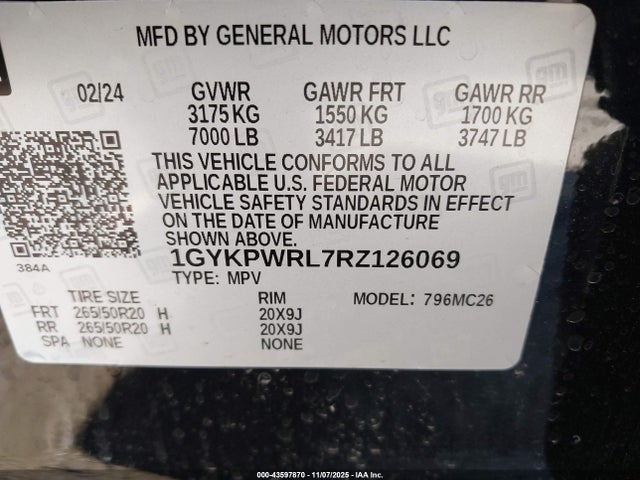 MFD BY GENERAL MOTORS LLC
02/24 GVWR GAWR FRT GAWR RR
3175 KG 1550 KG 1700 KG
7000 LB 3417 LB 3747 LB
THIS VEHICLE CONFORMS TO ALL
APPLICABLE U.S. FEDERAL MOTOR
VEHICLE SAFETY STANDARDS IN EFFECT
ON THE DATE OF MANUFACTURE
SHOWN ABOVE.
384A
1GYKPWRL7RZ126069
TYPE: MPV
TIRE SIZE RIM MODEL: 796MC26
FRT 265/50R20 H 20X9J
RR 265/50R20 H 20X9J
SPA NONE NONE
gm
000-43597870 - 11/07/2025 - IAA Inc.